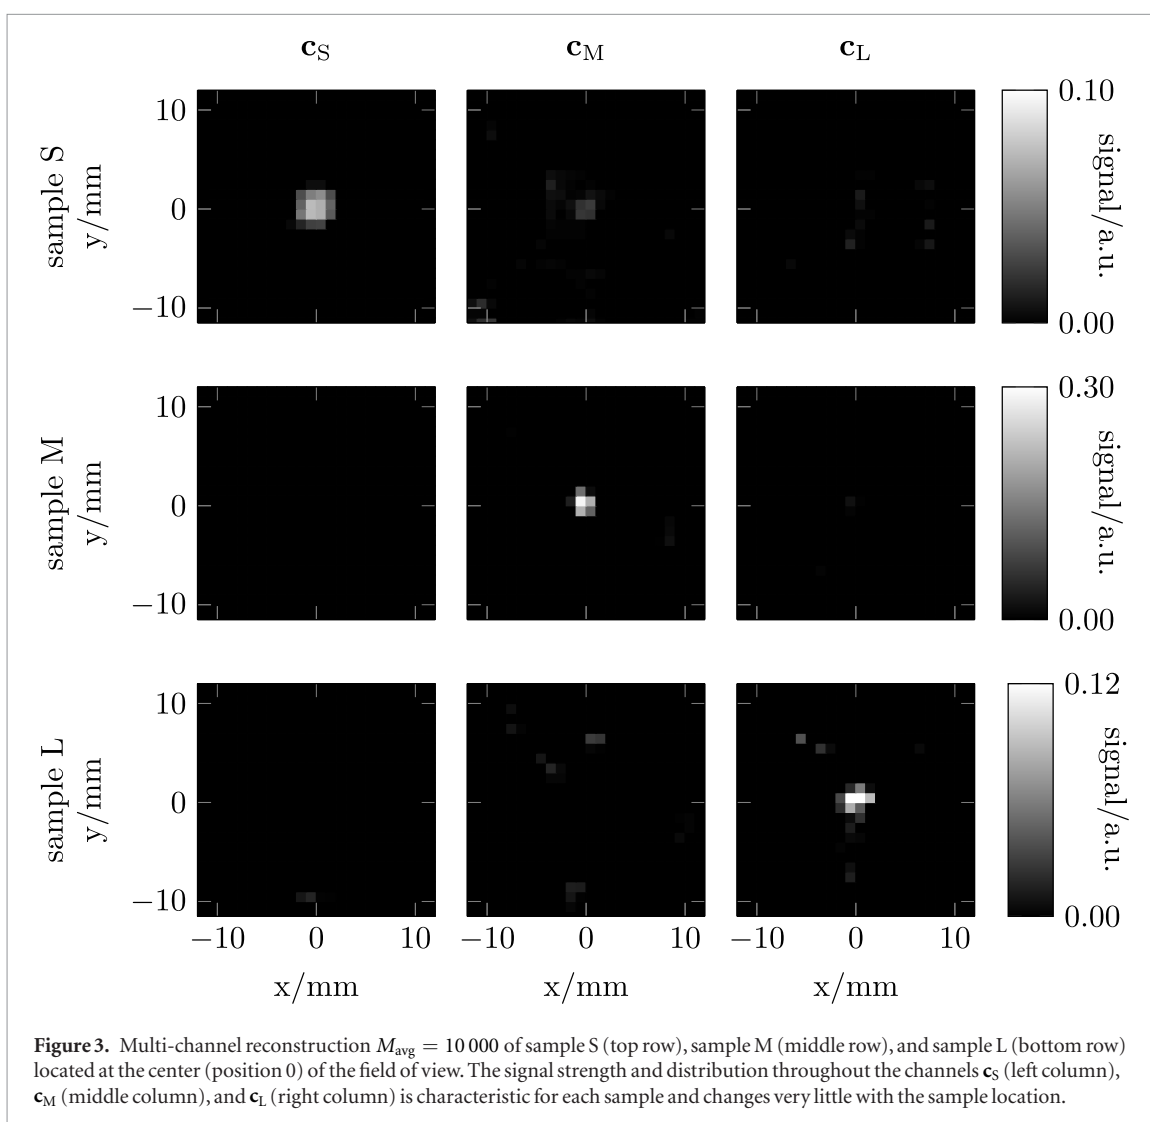 c_S c_M c_L
sample S
y/mm
10
0
−10
0.10
0.00
signal/a.u.
sample M
y/mm
10
0
−10
0.30
0.00
signal/a.u.
sample L
y/mm
10
0
−10
0.12
0.00
signal/a.u.
−10 0 10 −10 0 10 −10 0 10
x/mm x/mm x/mm
Figure 3. Multi-channel reconstruction M_avg = 10 000 of sample S (top row), sample M (middle row), and sample L (bottom row)
located at the center (position 0) of the field of view. The signal strength and distribution throughout the channels c_S (left column),
c_M (middle column), and c_L (right column) is characteristic for each sample and changes very little with the sample location.